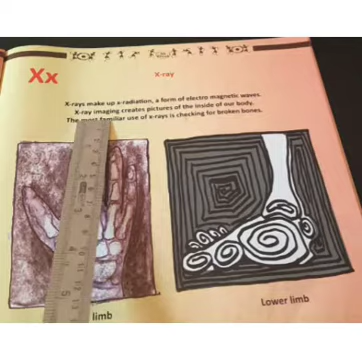 Xx
X-ray
X-rays make up x-radiation, a form of electro magnetic waves.
X-ray imaging creates pictures of the inside of our body.
The most familiar use of x-rays is checking for broken bones.
limb
Lower limb